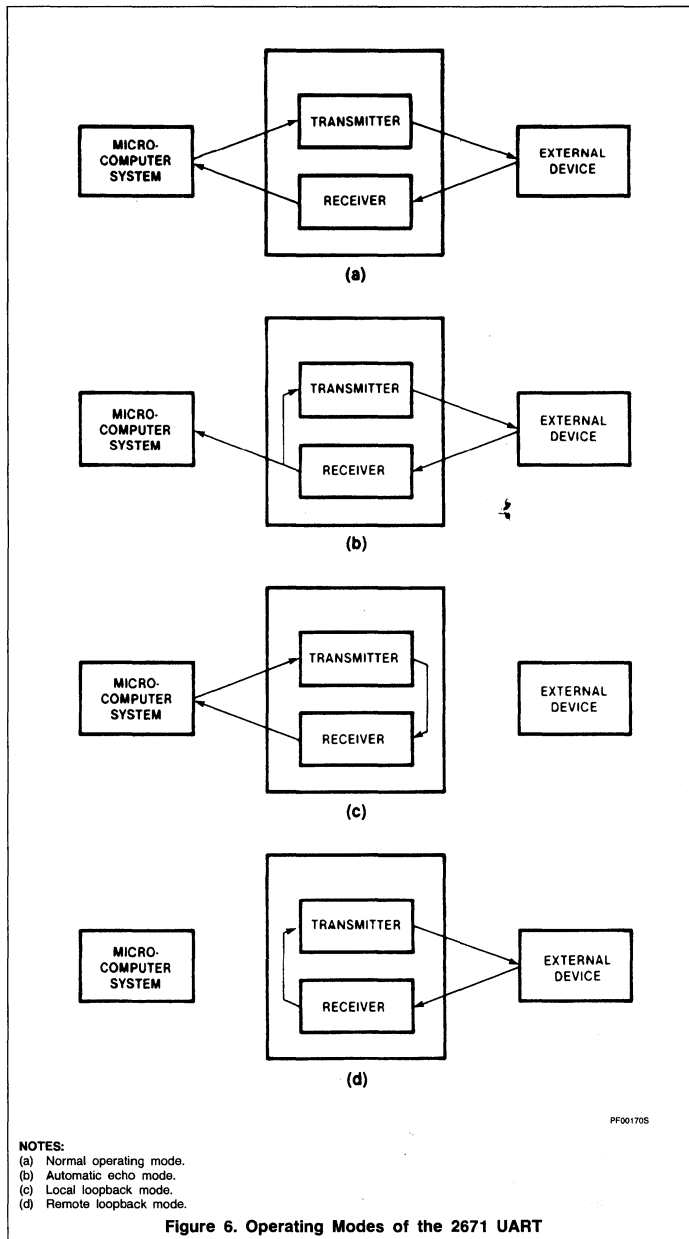 TRANSMITTER
MICRO-
COMPUTER
SYSTEM
EXTERNAL
DEVICE
RECEIVER
(a)
TRANSMITTER
MICRO-
COMPUTER
SYSTEM
EXTERNAL
DEVICE
RECEIVER
(b)
TRANSMITTER
MICRO-
COMPUTER
SYSTEM
EXTERNAL
DEVICE
RECEIVER
(c)
TRANSMITTER
MICRO-
COMPUTER
SYSTEM
EXTERNAL
DEVICE
RECEIVER
(d)
PF00170S
NOTES:
(a) Normal operating mode.
(b) Automatic echo mode.
(c) Local loopback mode.
(d) Remote loopback mode.
Figure 6. Operating Modes of the 2671 UART